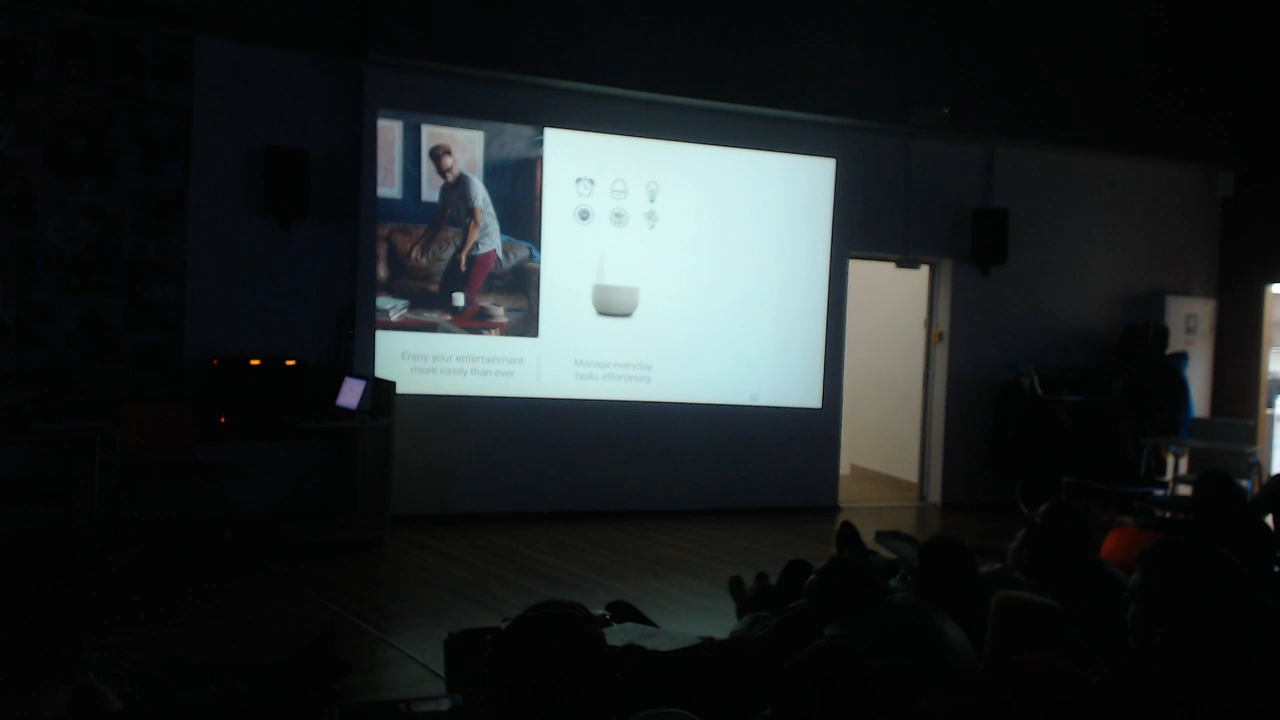 Enjoy your entertainment
more easily than ever
Manage everyday
tasks effortlessly